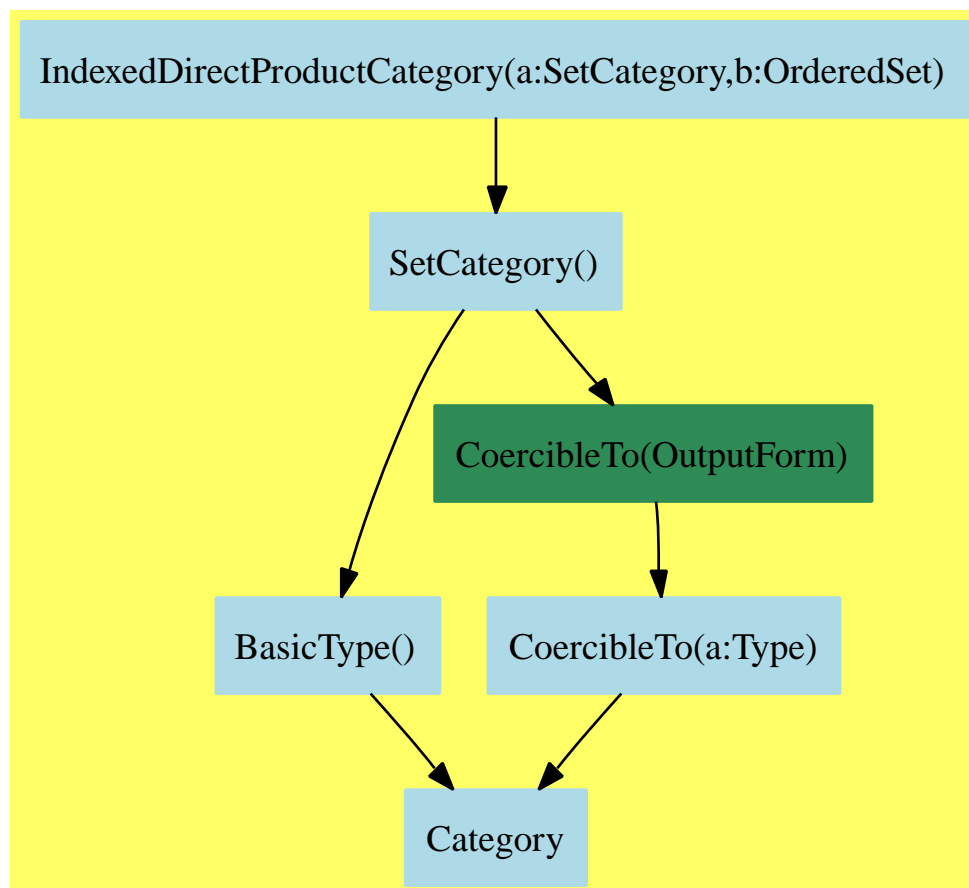 IndexedDirectProductCategory(a:SetCategory,b:OrderedSet)
SetCategory()
CoercibleTo(OutputForm)
BasicType()
CoercibleTo(a:Type)
Category